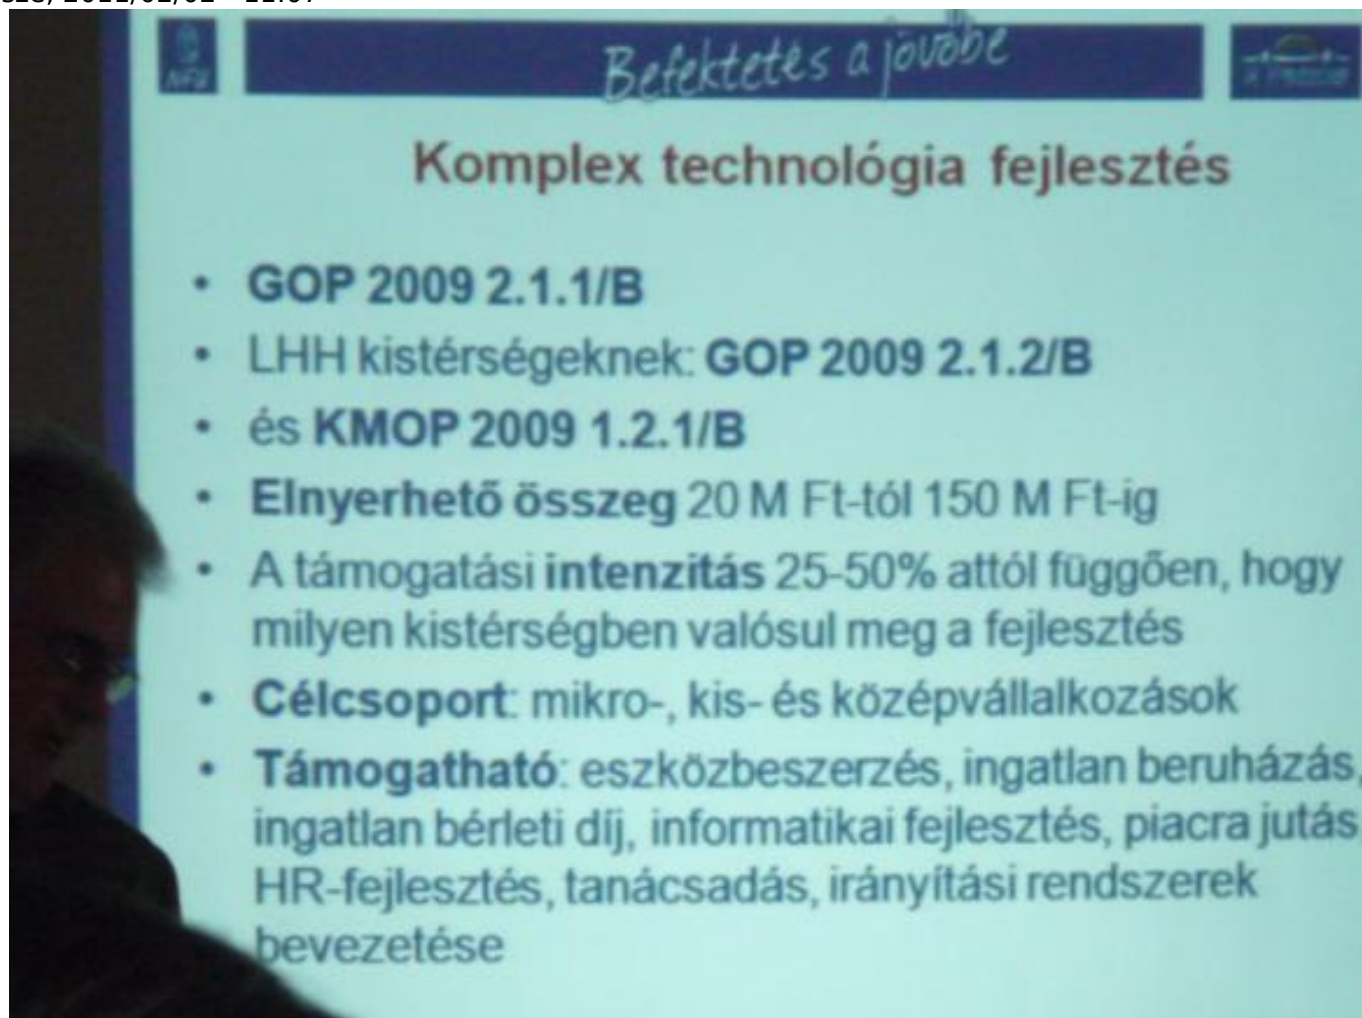 NFÜ
Befektetés a jövőbe
Komplex technológia fejlesztés
• GOP 2009 2.1.1/B
• LHH kistérségeknek: GOP 2009 2.1.2/B
• és KMOP 2009 1.2.1/B
• Elnyerhető összeg 20 M Ft-tól 150 M Ft-ig
• A támogatási intenzitás 25-50% attól függően, hogy
milyen kistérségben valósul meg a fejlesztés
• Célcsoport: mikro-, kis- és középvállalkozások
• Támogatható: eszközbeszerzés, ingatlan beruházás,
ingatlan bérleti díj, informatikai fejlesztés, piacra jutás
HR-fejlesztés, tanácsadás, irányítási rendszerek
bevezetése